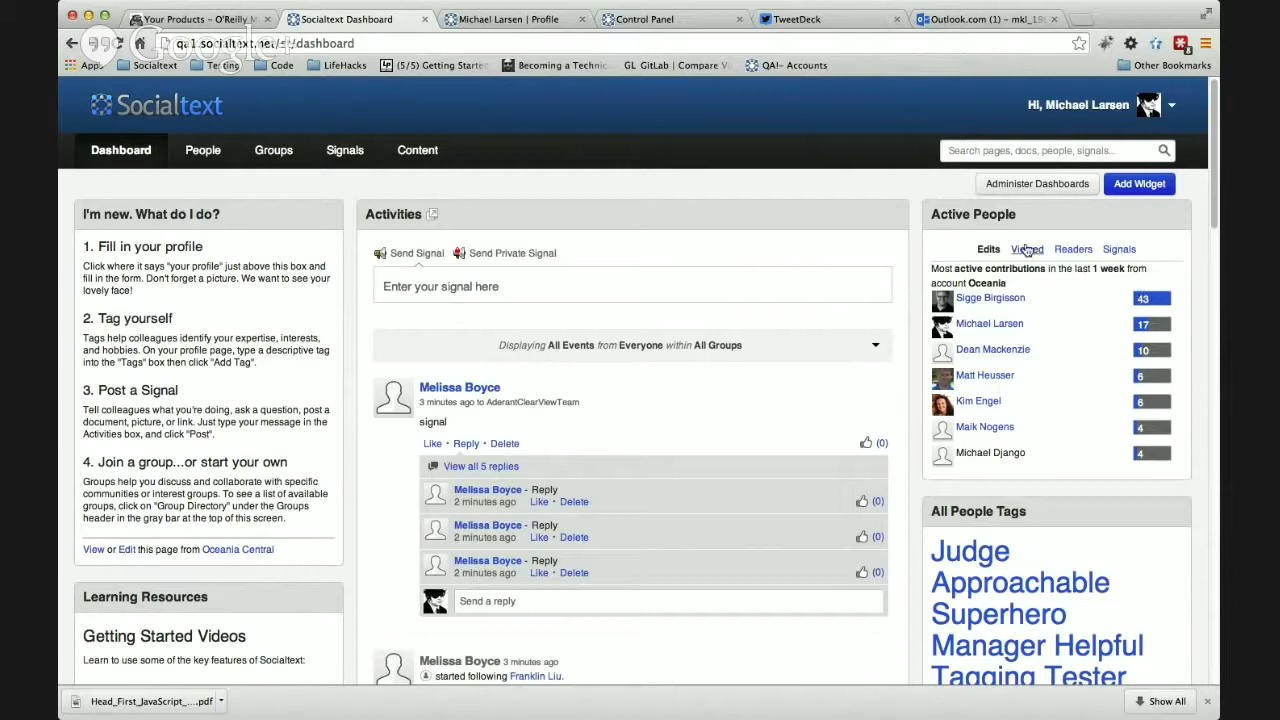 Your Products – O'Reilly M
Socialtext Dashboard
Michael Larsen | Profile
Control Panel
TweetDeck
Outlook.com (1) – mkl_15
Google+
qa1.socialtext.net/st/dashboard
Apps
Socialtext
Testing
Code
LifeHacks
(5/5) Getting Starte
Becoming a Technic
GL GitLab | Compare Vi
QA!– Accounts
Other Bookmarks
Socialtext
Hi, Michael Larsen
Dashboard
People
Groups
Signals
Content
Search pages, docs, people, signals...
Administer Dashboards
Add Widget
I'm new. What do I do?
1. Fill in your profile
Click where it says "your profile" just above this box and
fill in the form. Don't forget a picture. We want to see your
lovely face!
2. Tag yourself
Tags help colleagues identify your expertise, interests,
and hobbies. On your profile page, type a descriptive tag
into the "Tags" box then click "Add Tag".
3. Post a Signal
Tell colleagues what you're doing, ask a question, post a
document, picture, or link. Just type your message in the
Activities box, and click "Post".
4. Join a group...or start your own
Groups help you discuss and collaborate with specific
communities or interest groups. To see a list of available
groups, click on "Group Directory" under the Groups
header in the gray bar at the top of this screen.
View or Edit this page from Oceania Central
Learning Resources
Getting Started Videos
Learn to use some of the key features of Socialtext:
Activities
Send Signal
Send Private Signal
Enter your signal here
Displaying All Events from Everyone within All Groups
Melissa Boyce
3 minutes ago to AderantClearViewTeam
signal
Like · Reply · Delete
(0)
View all 5 replies
Melissa Boyce - Reply
2 minutes ago Like · Delete
(0)
Melissa Boyce - Reply
2 minutes ago Like · Delete
(0)
Melissa Boyce - Reply
2 minutes ago Like · Delete
(0)
Send a reply
Melissa Boyce 3 minutes ago
started following Franklin Liu.
Active People
Edits
Viewed
Readers
Signals
Most active contributions in the last 1 week from
account Oceania
Sigge Birgisson 43
Michael Larsen 17
Dean Mackenzie 10
Matt Heusser 6
Kim Engel 6
Maik Nogens 4
Michael Django 4
All People Tags
Judge
Approachable
Superhero
Manager Helpful
Tagging Tester
Head_First_JavaScript_....pdf
Show All